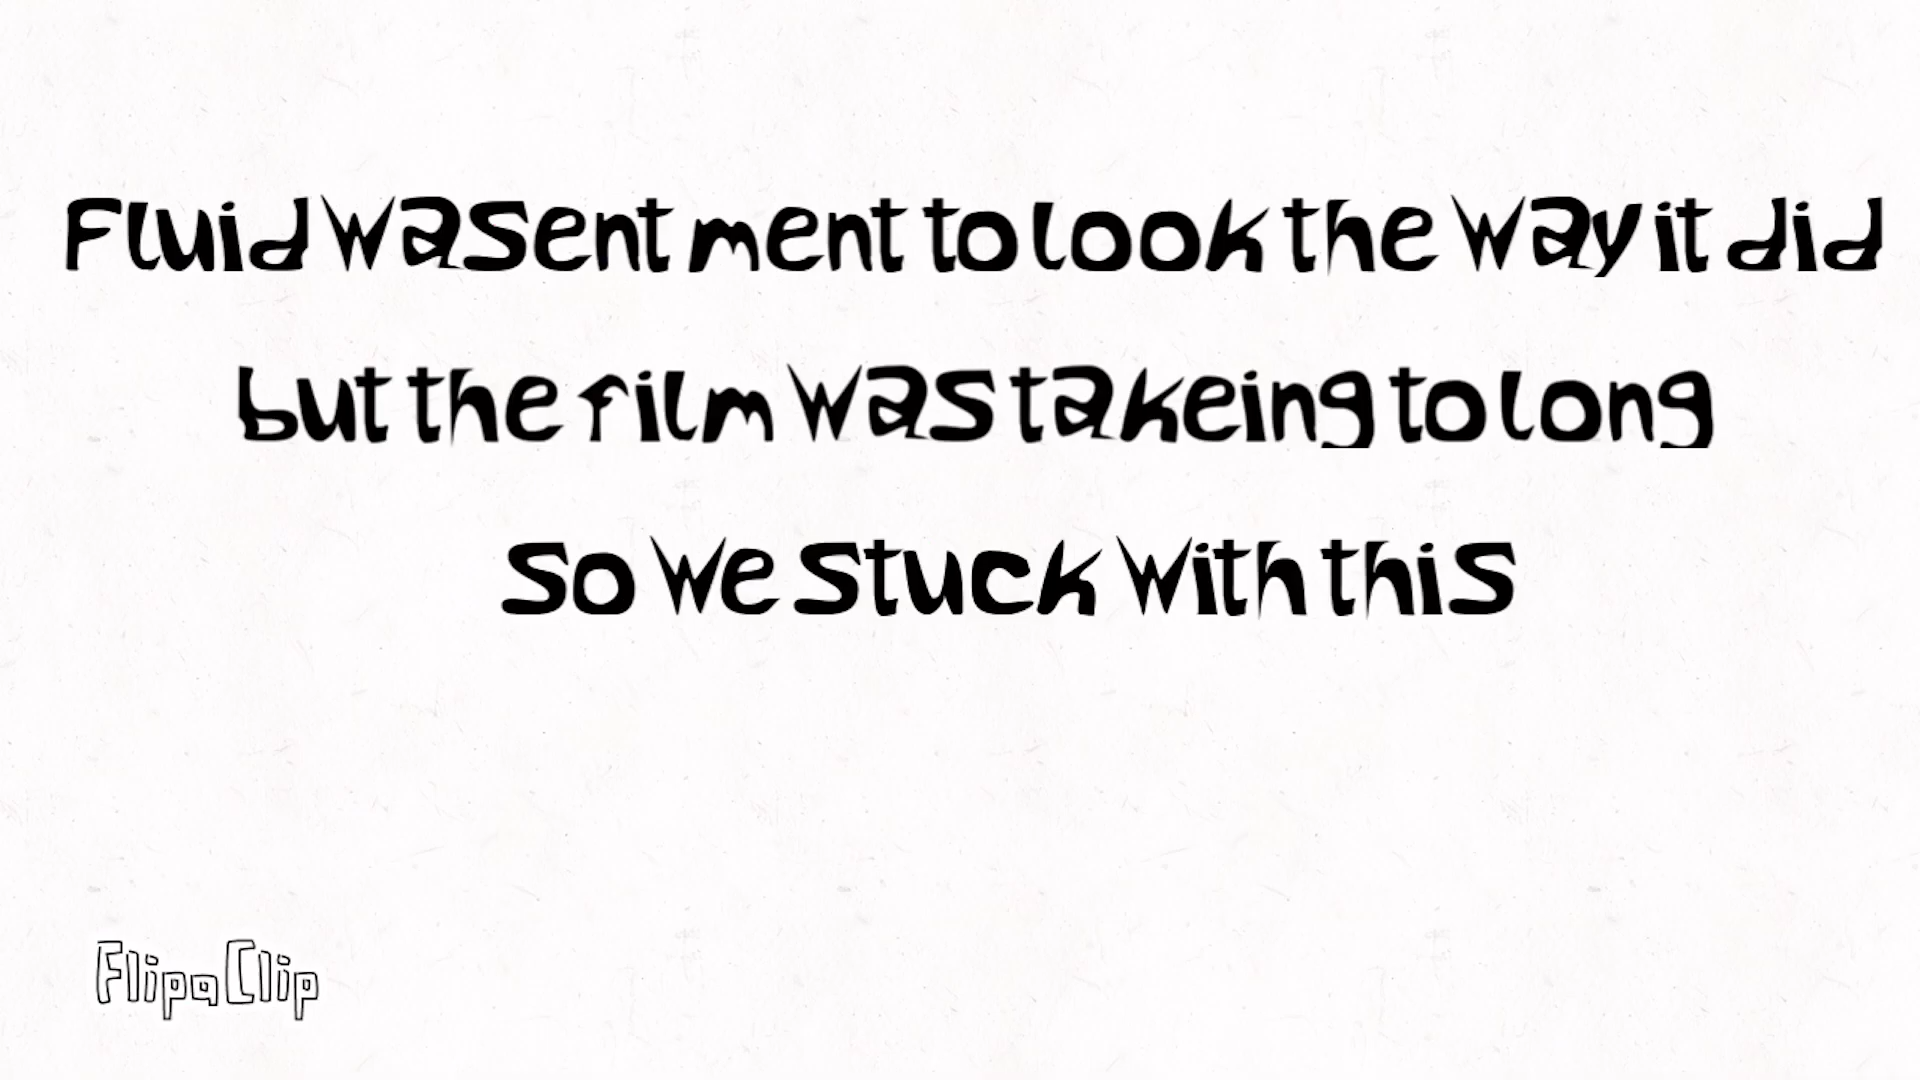 Fluid wasent ment to look the way it did
but the film was takeing to long
so we stuck with this
FlipaClip